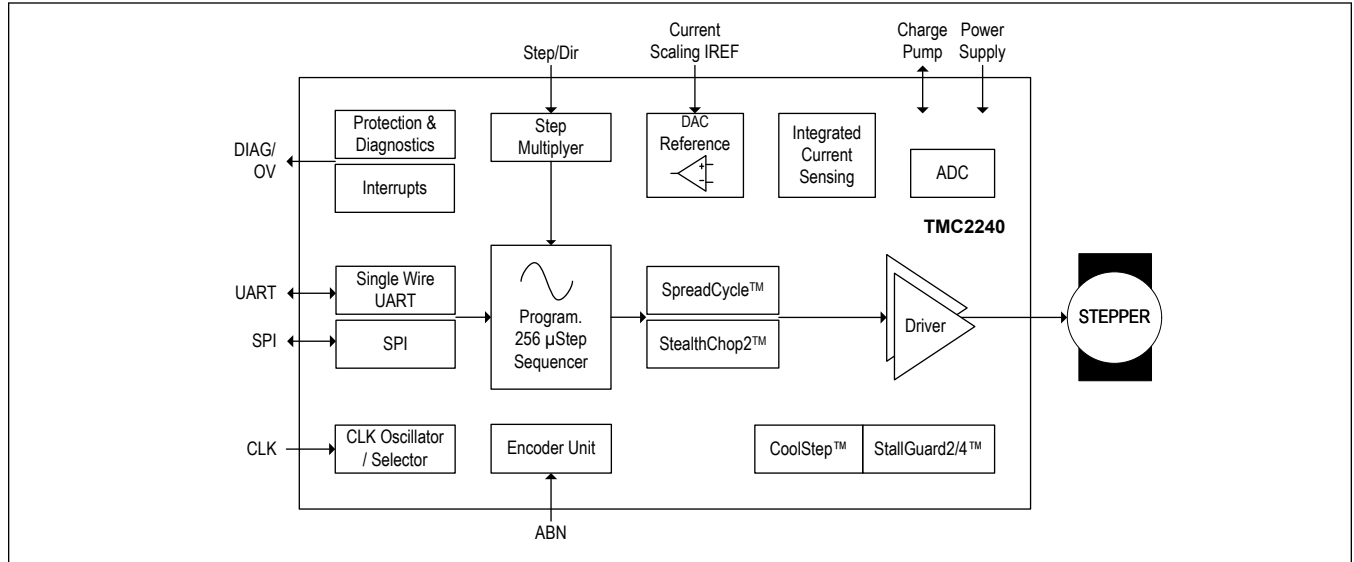 Step/Dir
Current
Scaling IREF
Charge
Pump
Power
Supply
Protection &
Diagnostics
Interrupts
DIAG/
OV
Step
Multiplyer
DAC
Reference
+
-
Integrated
Current
Sensing
ADC
TMC2240
UART
SPI
Single Wire
UART
SPI
Program.
256 µStep
Sequencer
SpreadCycle™
StealthChop2™
Driver
STEPPER
CLK
CLK Oscillator
/ Selector
Encoder Unit
CoolStep™
StallGuard2/4™
ABN